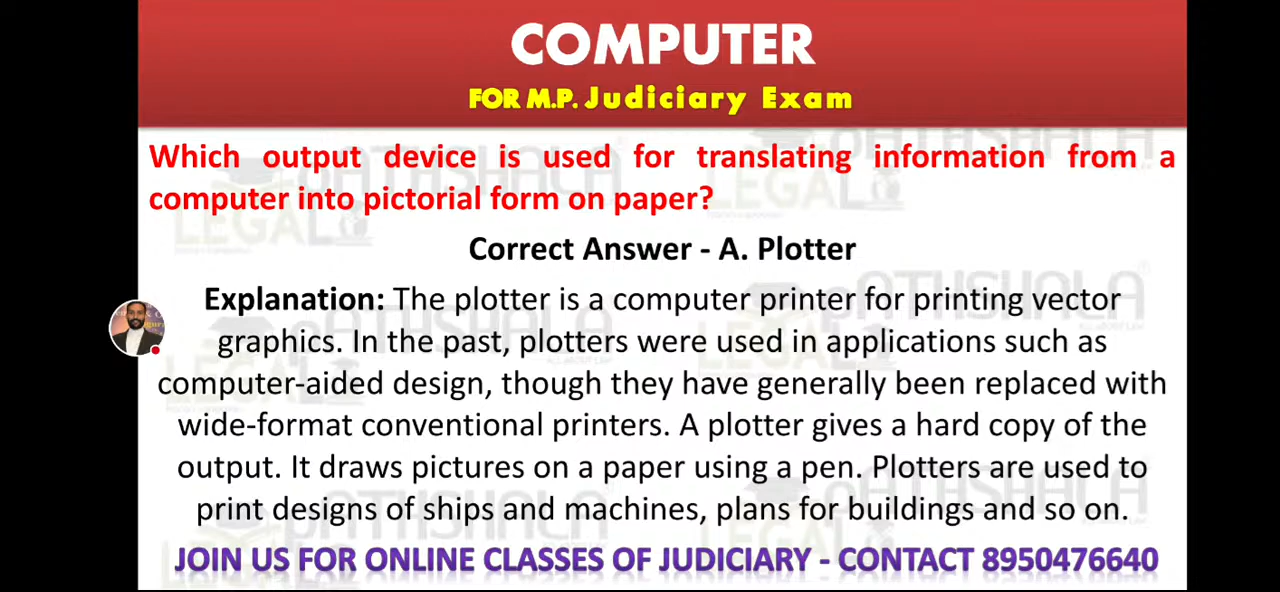 COMPUTER
FOR M.P. Judiciary Exam
Which output device is used for translating information from a
computer into pictorial form on paper?
Correct Answer - A. Plotter
Explanation: The plotter is a computer printer for printing vector
graphics. In the past, plotters were used in applications such as
computer-aided design, though they have generally been replaced with
wide-format conventional printers. A plotter gives a hard copy of the
output. It draws pictures on a paper using a pen. Plotters are used to
print designs of ships and machines, plans for buildings and so on.
JOIN US FOR ONLINE CLASSES OF JUDICIARY - CONTACT 8950476640
PATHSHALA
LEGAL